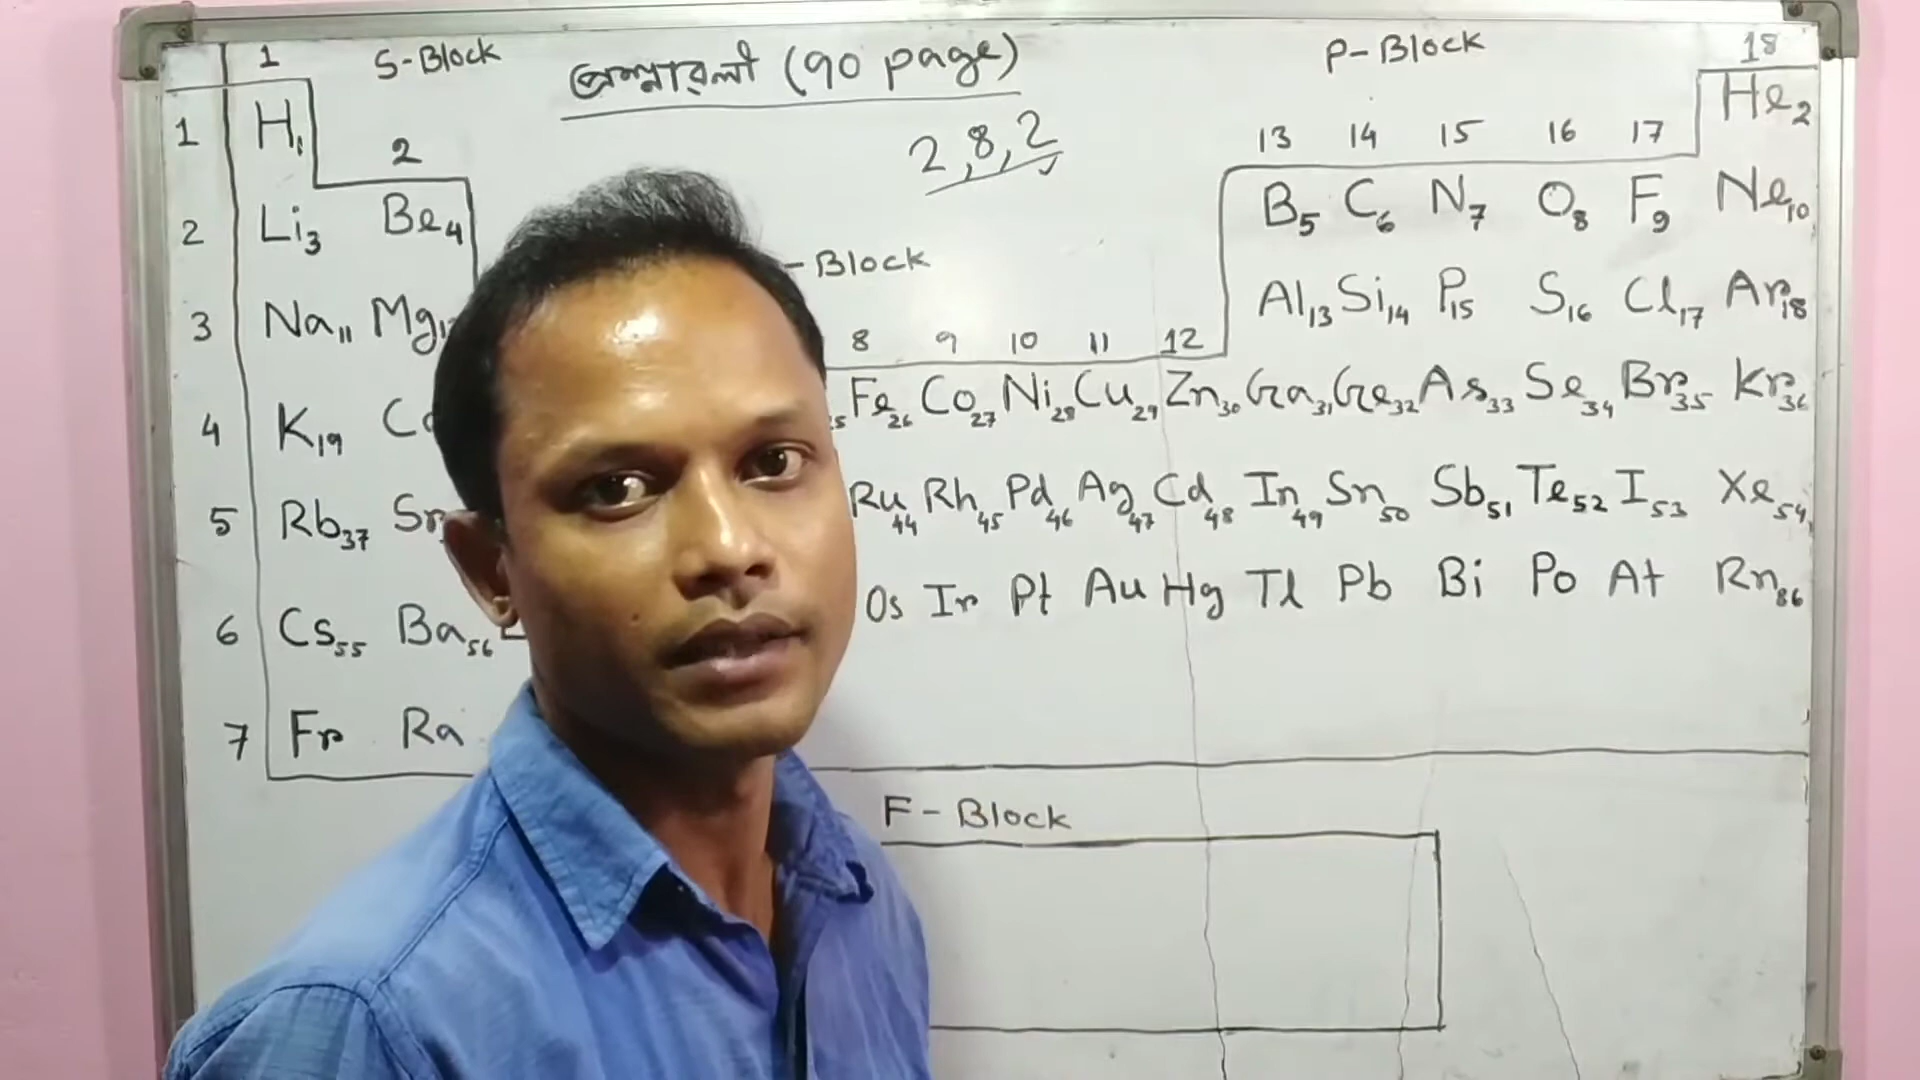 1 S-Block প্রশ্নাবলী (90 page) P-Block 18
1 H₁ 2 2,8,2 13 14 15 16 17 He₂
2 Li₃ Be₄ B₅ C₆ N₇ O₈ F₉ Ne₁₀
-Block
3 Na₁₁ Mg₁ Al₁₃ Si₁₄ P₁₅ S₁₆ Cl₁₇ Ar₁₈
8 9 10 11 12
4 K₁₉ Fe₂₆ Co₂₇ Ni₂₈ Cu₂₉ Zn₃₀ Ga₃₁ Ge₃₂ As₃₃ Se₃₄ Br₃₅ Kr₃₆
5 Rb₃₇ Sr Ru₄₄ Rh₄₅ Pd₄₆ Ag₄₇ Cd₄₈ In₄₉ Sn₅₀ Sb₅₁ Te₅₂ I₅₃ Xe₅₄
6 Cs₅₅ Ba₅₆ Os Ir Pt Au Hg Tl Pb Bi Po At Rn₈₆
7 Fr Ra
F-Block